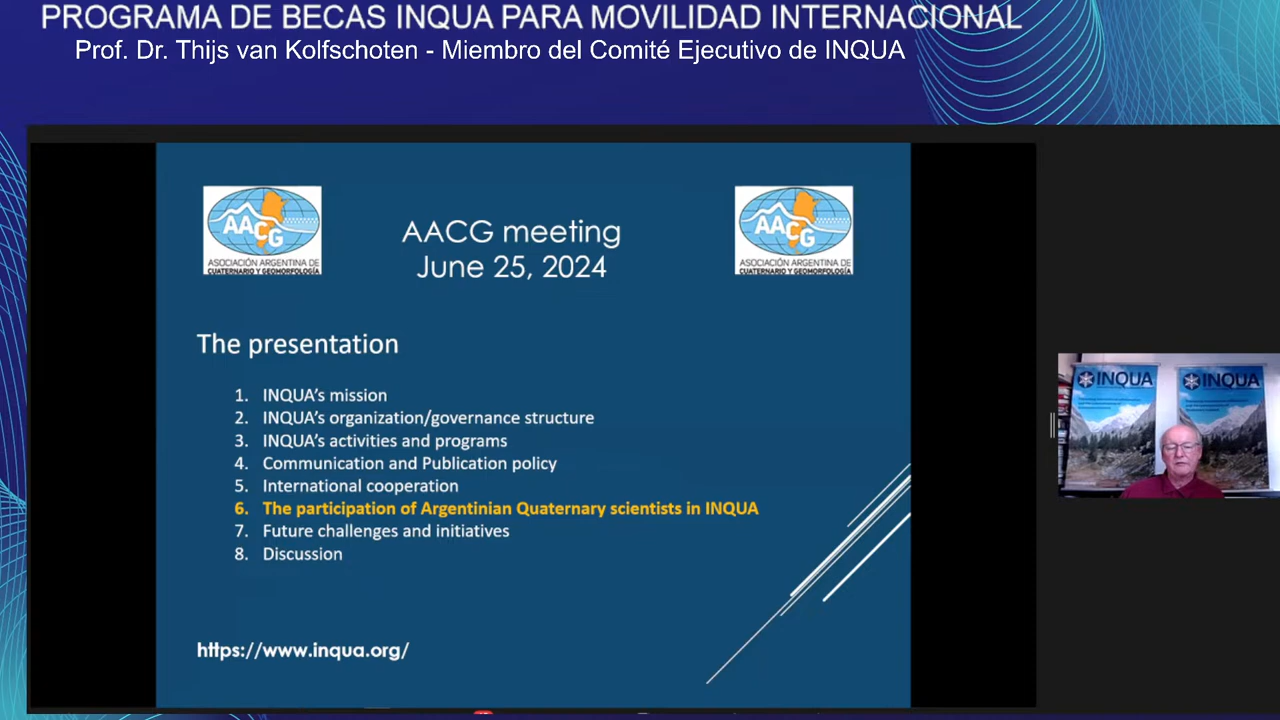 PROGRAMA DE BECAS INQUA PARA MOVILIDAD INTERNACIONAL
Prof. Dr. Thijs van Kolfschoten - Miembro del Comité Ejecutivo de INQUA
AACG
ASOCIACIÓN ARGENTINA DE
CUATERNARIO Y GEOMORFOLOGÍA
AACG meeting
June 25, 2024
AACG
ASOCIACIÓN ARGENTINA DE
CUATERNARIO Y GEOMORFOLOGÍA
The presentation
1. INQUA's mission
2. INQUA's organization/governance structure
3. INQUA's activities and programs
4. Communication and Publication policy
5. International cooperation
6. The participation of Argentinian Quaternary scientists in INQUA
7. Future challenges and initiatives
8. Discussion
https://www.inqua.org/
INQUA
INQUA